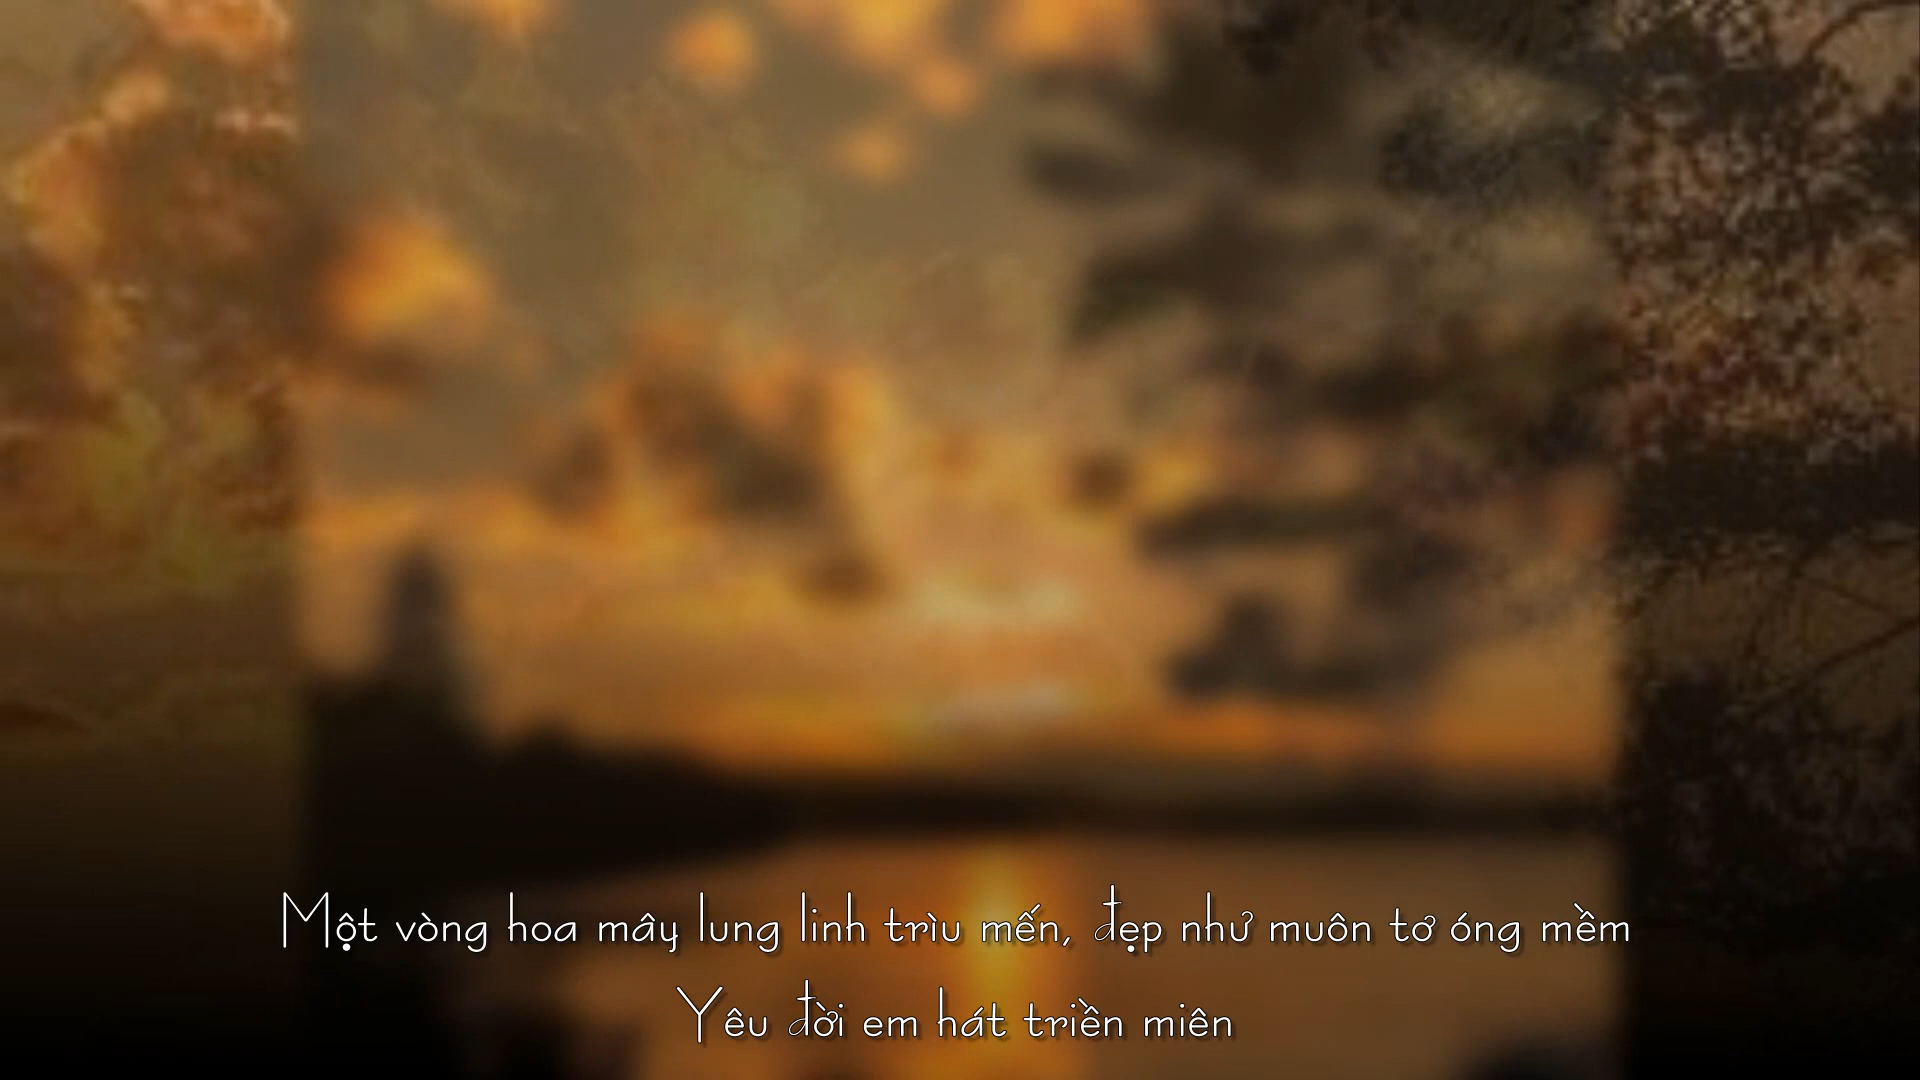 Một vòng hoa mây lung linh trìu mến, đẹp như muôn tơ óng mềm
Yêu đời em hát triền miên